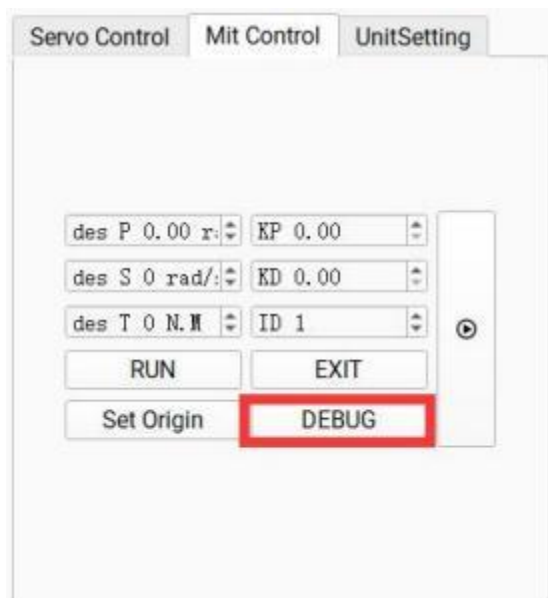 Servo Control Mit Control UnitSetting
des P 0.00 r KP 0.00
des S 0 rad/ KD 0.00
des T 0 N.M ID 1
RUN EXIT
Set Origin DEBUG